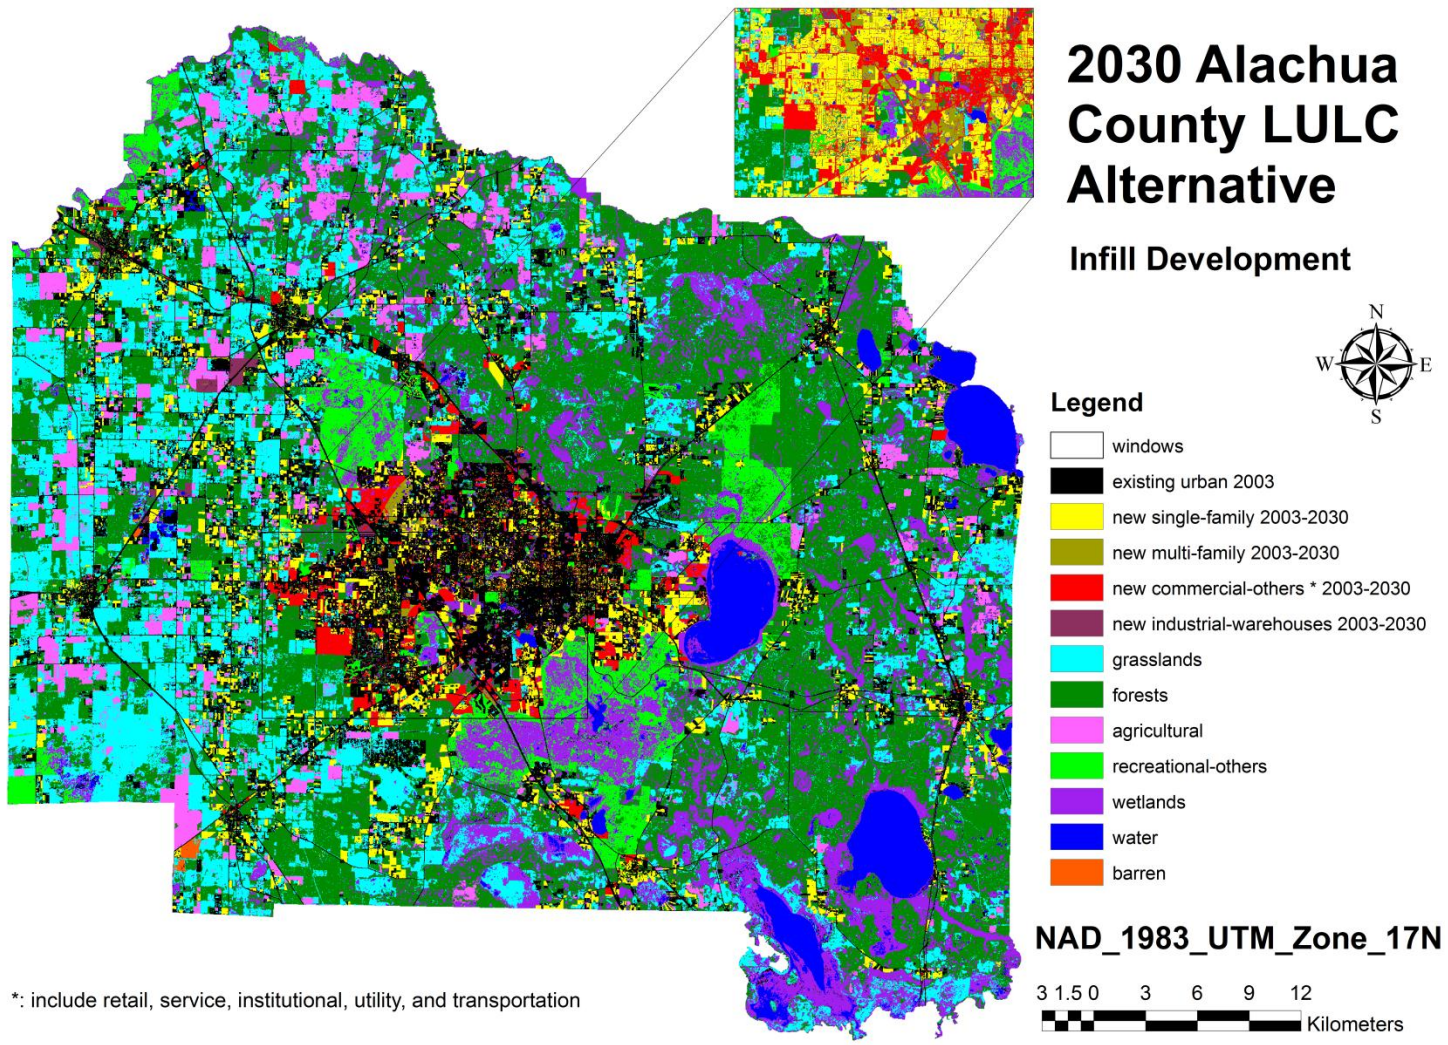 2030 Alachua
County LULC
Alternative
Infill Development
N
W E
S
Legend
windows
existing urban 2003
new single-family 2003-2030
new multi-family 2003-2030
new commercial-others * 2003-2030
new industrial-warehouses 2003-2030
grasslands
forests
agricultural
recreational-others
wetlands
water
barren
NAD_1983_UTM_Zone_17N
3 1.5 0 3 6 9 12
Kilometers
*: include retail, service, institutional, utility, and transportation